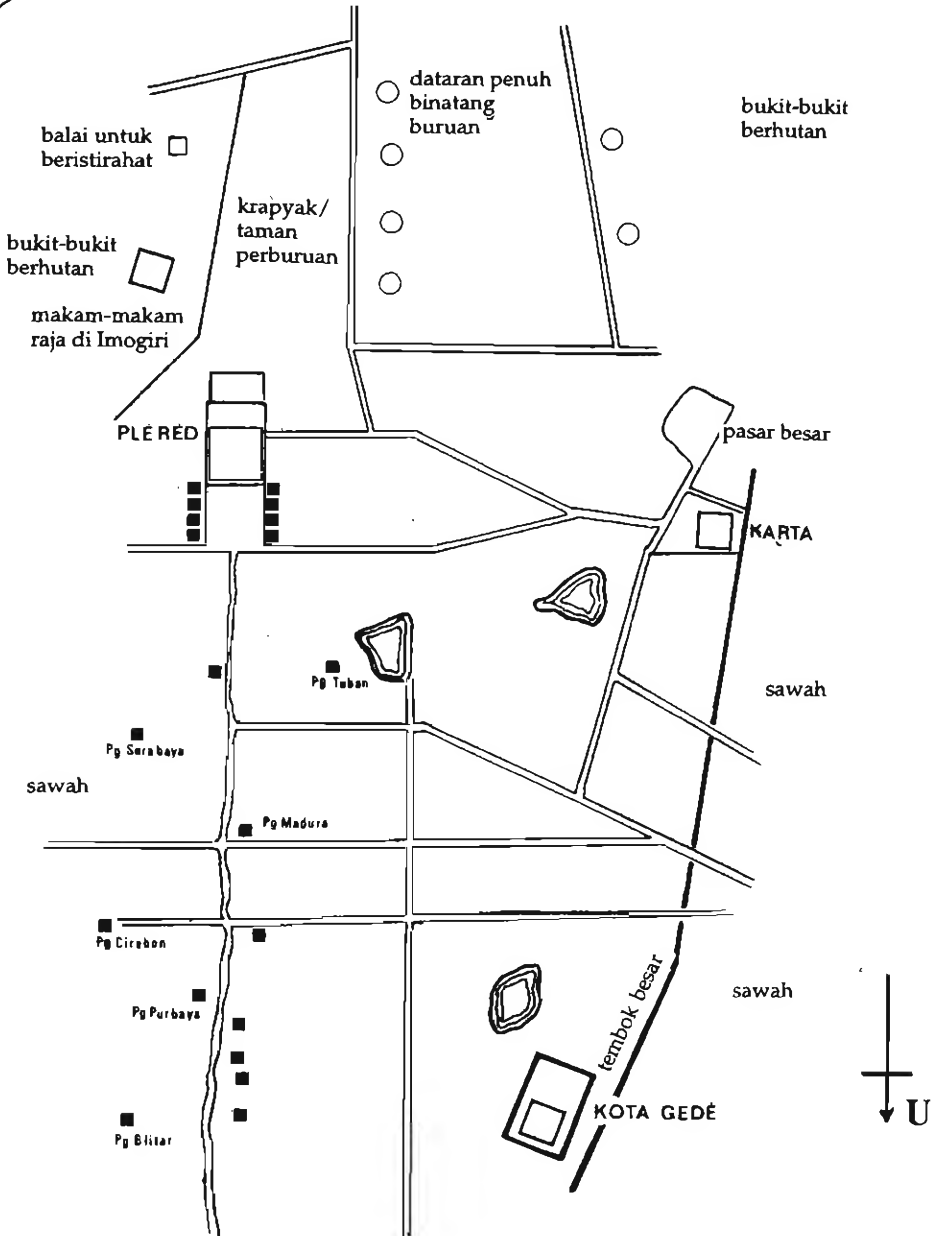 dataran penuh
binatang
buruan
bukit-bukit
berhutan
balai untuk
beristirahat
krapyak/
taman
perburuan
bukit-bukit
berhutan
makam-makam
raja di Imogiri
PLÉRED
pasar besar
KARTA
Pg Tuban
sawah
Pg Surabaya
sawah
Pg Madura
Pg Cirebon
tembok besar
sawah
Pg Purbaya
KOTA GEDÉ
U
Pg Blitar